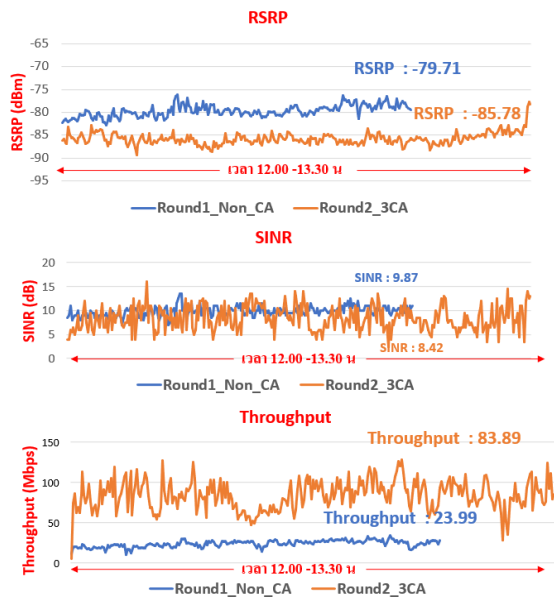 RSRP
-65
-70
-75
-80
-85
-90
-95
RSRP (dBm)
RSRP : -79.71
RSRP : -85.78
เวลา 12.00 -13.30 น
Round1_Non_CA
Round2_3CA
SINR
20
15
10
5
0
SINR (dB)
SINR : 9.87
SINR : 8.42
เวลา 12.00 -13.30 น
Round1_Non_CA
Round2_3CA
Throughput
150
100
50
0
Throughput (Mbps)
Throughput : 83.89
Throughput : 23.99
เวลา 12.00 -13.30 น
Round1_Non_CA
Round2_3CA